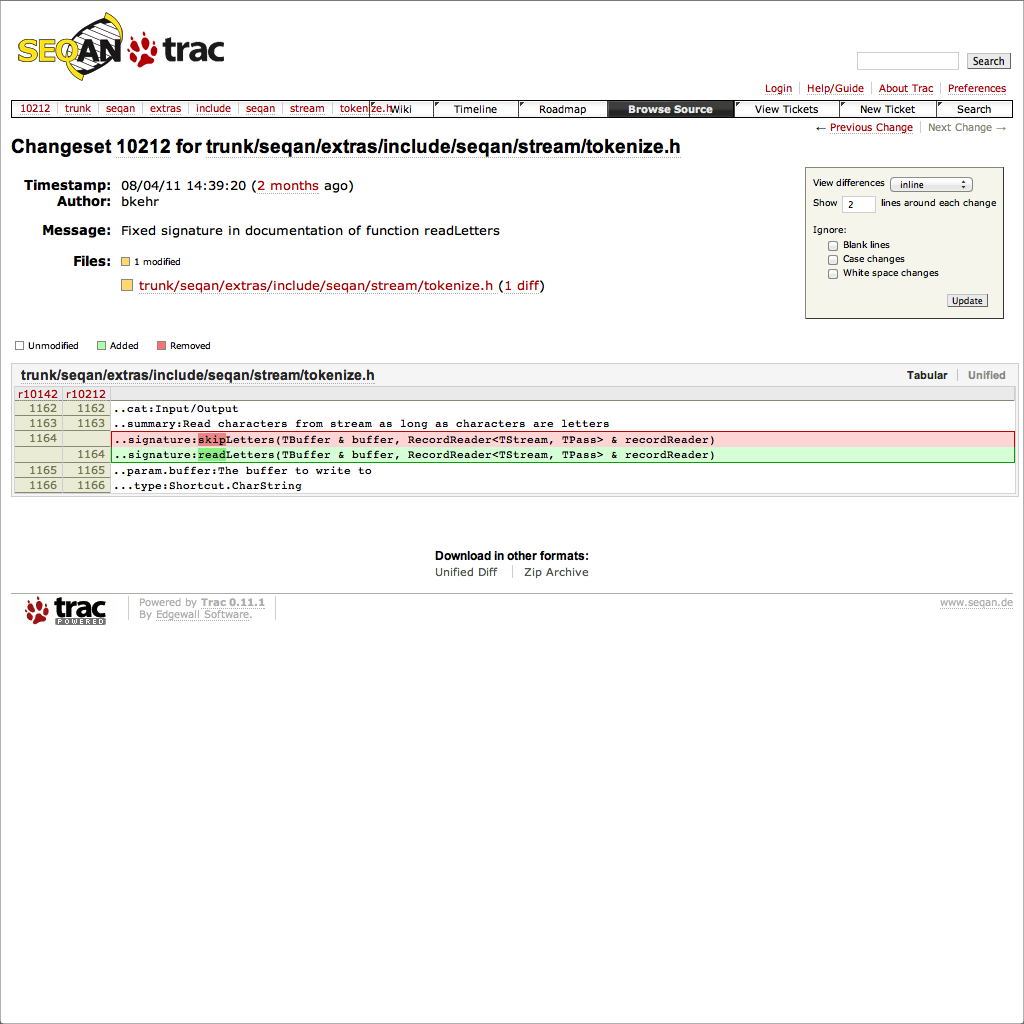 SEQAN trac
Search
Login Help/Guide About Trac Preferences
10212 trunk seqan extras include seqan stream tokenize.h Wiki Timeline Roadmap Browse Source View Tickets New Ticket Search
← Previous Change Next Change →
Changeset 10212 for trunk/seqan/extras/include/seqan/stream/tokenize.h
View differences inline
Show 2 lines around each change
Ignore:
Blank lines
Case changes
White space changes
Update
Timestamp: 08/04/11 14:39:20 (2 months ago)
Author: bkehr
Message: Fixed signature in documentation of function readLetters
Files: 1 modified
trunk/seqan/extras/include/seqan/stream/tokenize.h (1 diff)
Unmodified Added Removed
trunk/seqan/extras/include/seqan/stream/tokenize.h Tabular Unified
r10142 r10212
1162 1162 ..cat:Input/Output
1163 1163 ..summary:Read characters from stream as long as characters are letters
1164 ..signature:skipLetters(TBuffer & buffer, RecordReader<TStream, TPass> & recordReader)
1164 ..signature:readLetters(TBuffer & buffer, RecordReader<TStream, TPass> & recordReader)
1165 1165 ..param.buffer:The buffer to write to
1166 1166 ...type:Shortcut.CharString
Download in other formats:
Unified Diff Zip Archive
trac POWERED
Powered by Trac 0.11.1
By Edgewall Software.
www.seqan.de